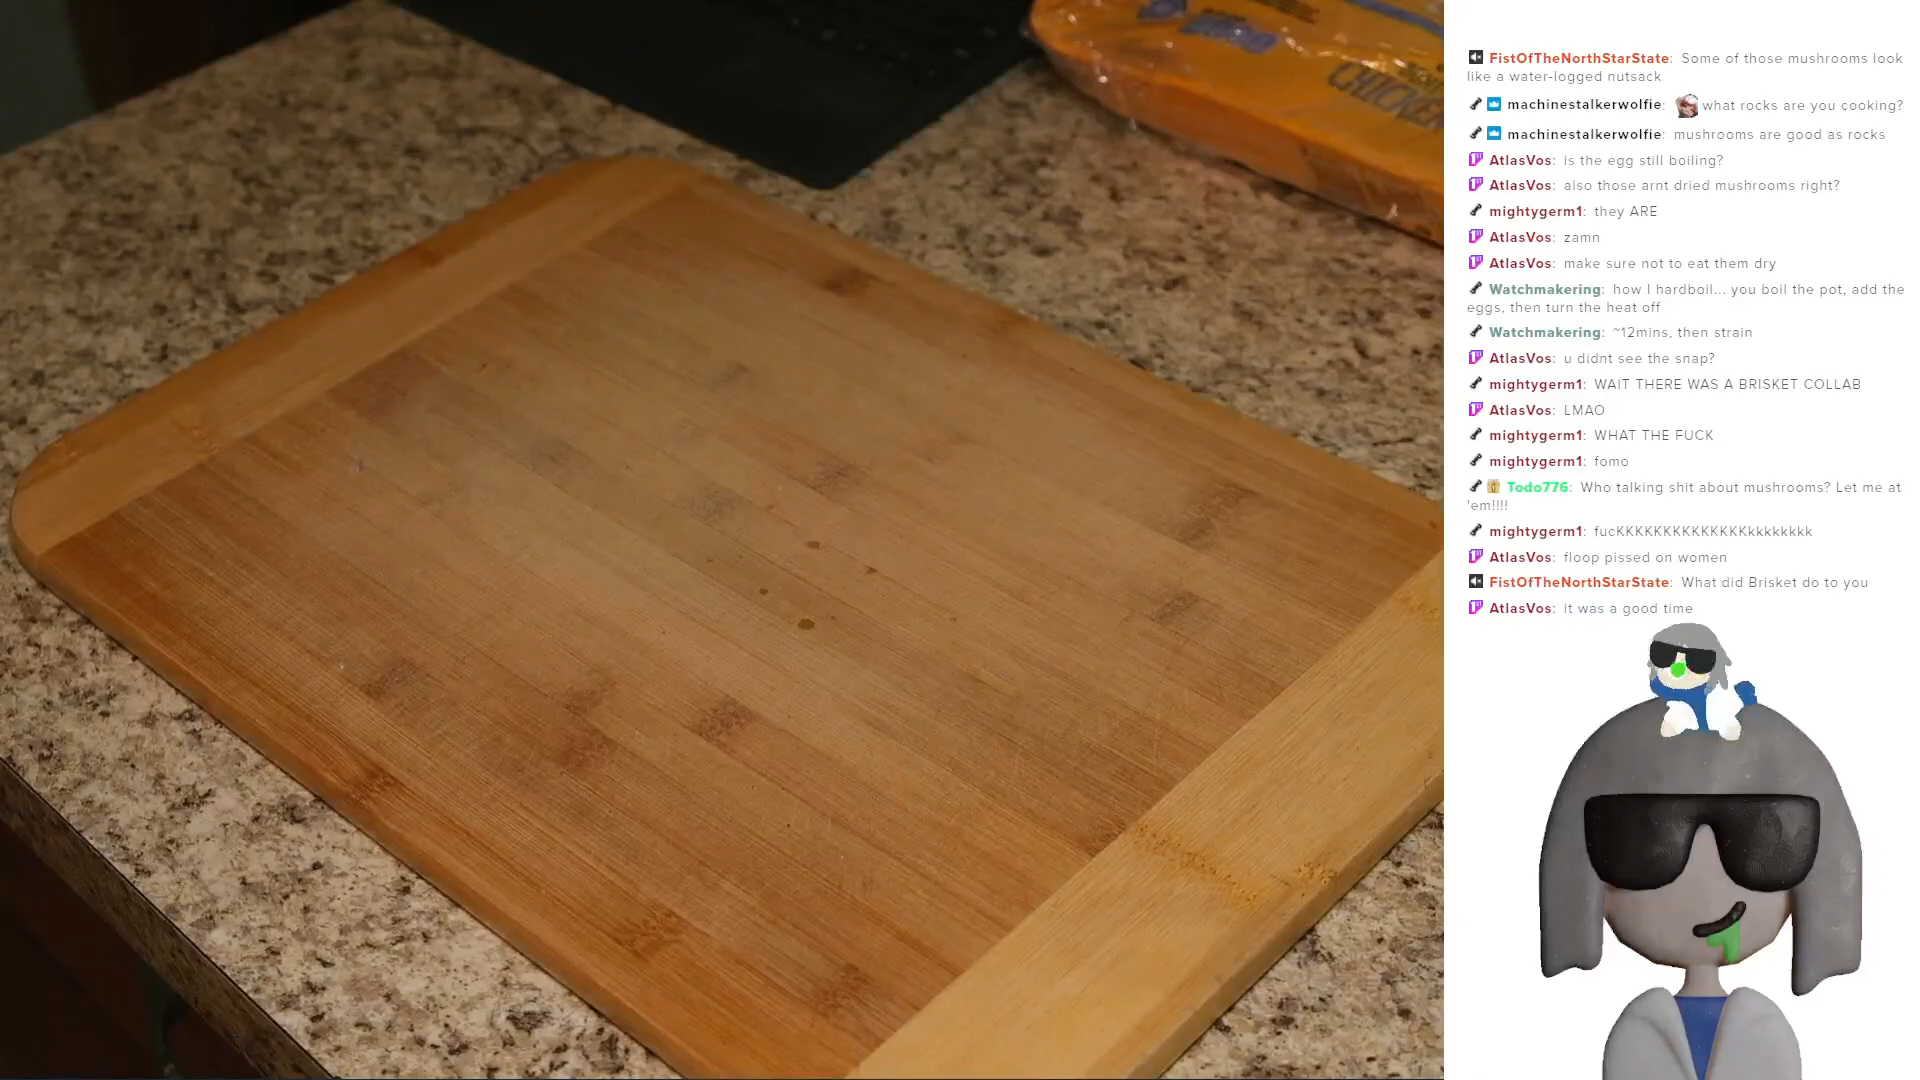 CHICKEN
FistOfTheNorthStarState: Some of those mushrooms look
like a water-logged nutsack
machinestalkerwolfie: what rocks are you cooking?
machinestalkerwolfie: mushrooms are good as rocks
AtlasVos: is the egg still boiling?
AtlasVos: also those arnt dried mushrooms right?
mightygerm1: they ARE
AtlasVos: zamn
AtlasVos: make sure not to eat them dry
Watchmakering: how I hardboil... you boil the pot, add the
eggs, then turn the heat off
Watchmakering: ~12mins, then strain
AtlasVos: u didnt see the snap?
mightygerm1: WAIT THERE WAS A BRISKET COLLAB
AtlasVos: LMAO
mightygerm1: WHAT THE FUCK
mightygerm1: fomo
Todo776: Who talking shit about mushrooms? Let me at
'em!!!!
mightygerm1: fucKKKKKKKKKKKKKKkkkkkkkk
AtlasVos: floop pissed on women
FistOfTheNorthStarState: What did Brisket do to you
AtlasVos: it was a good time